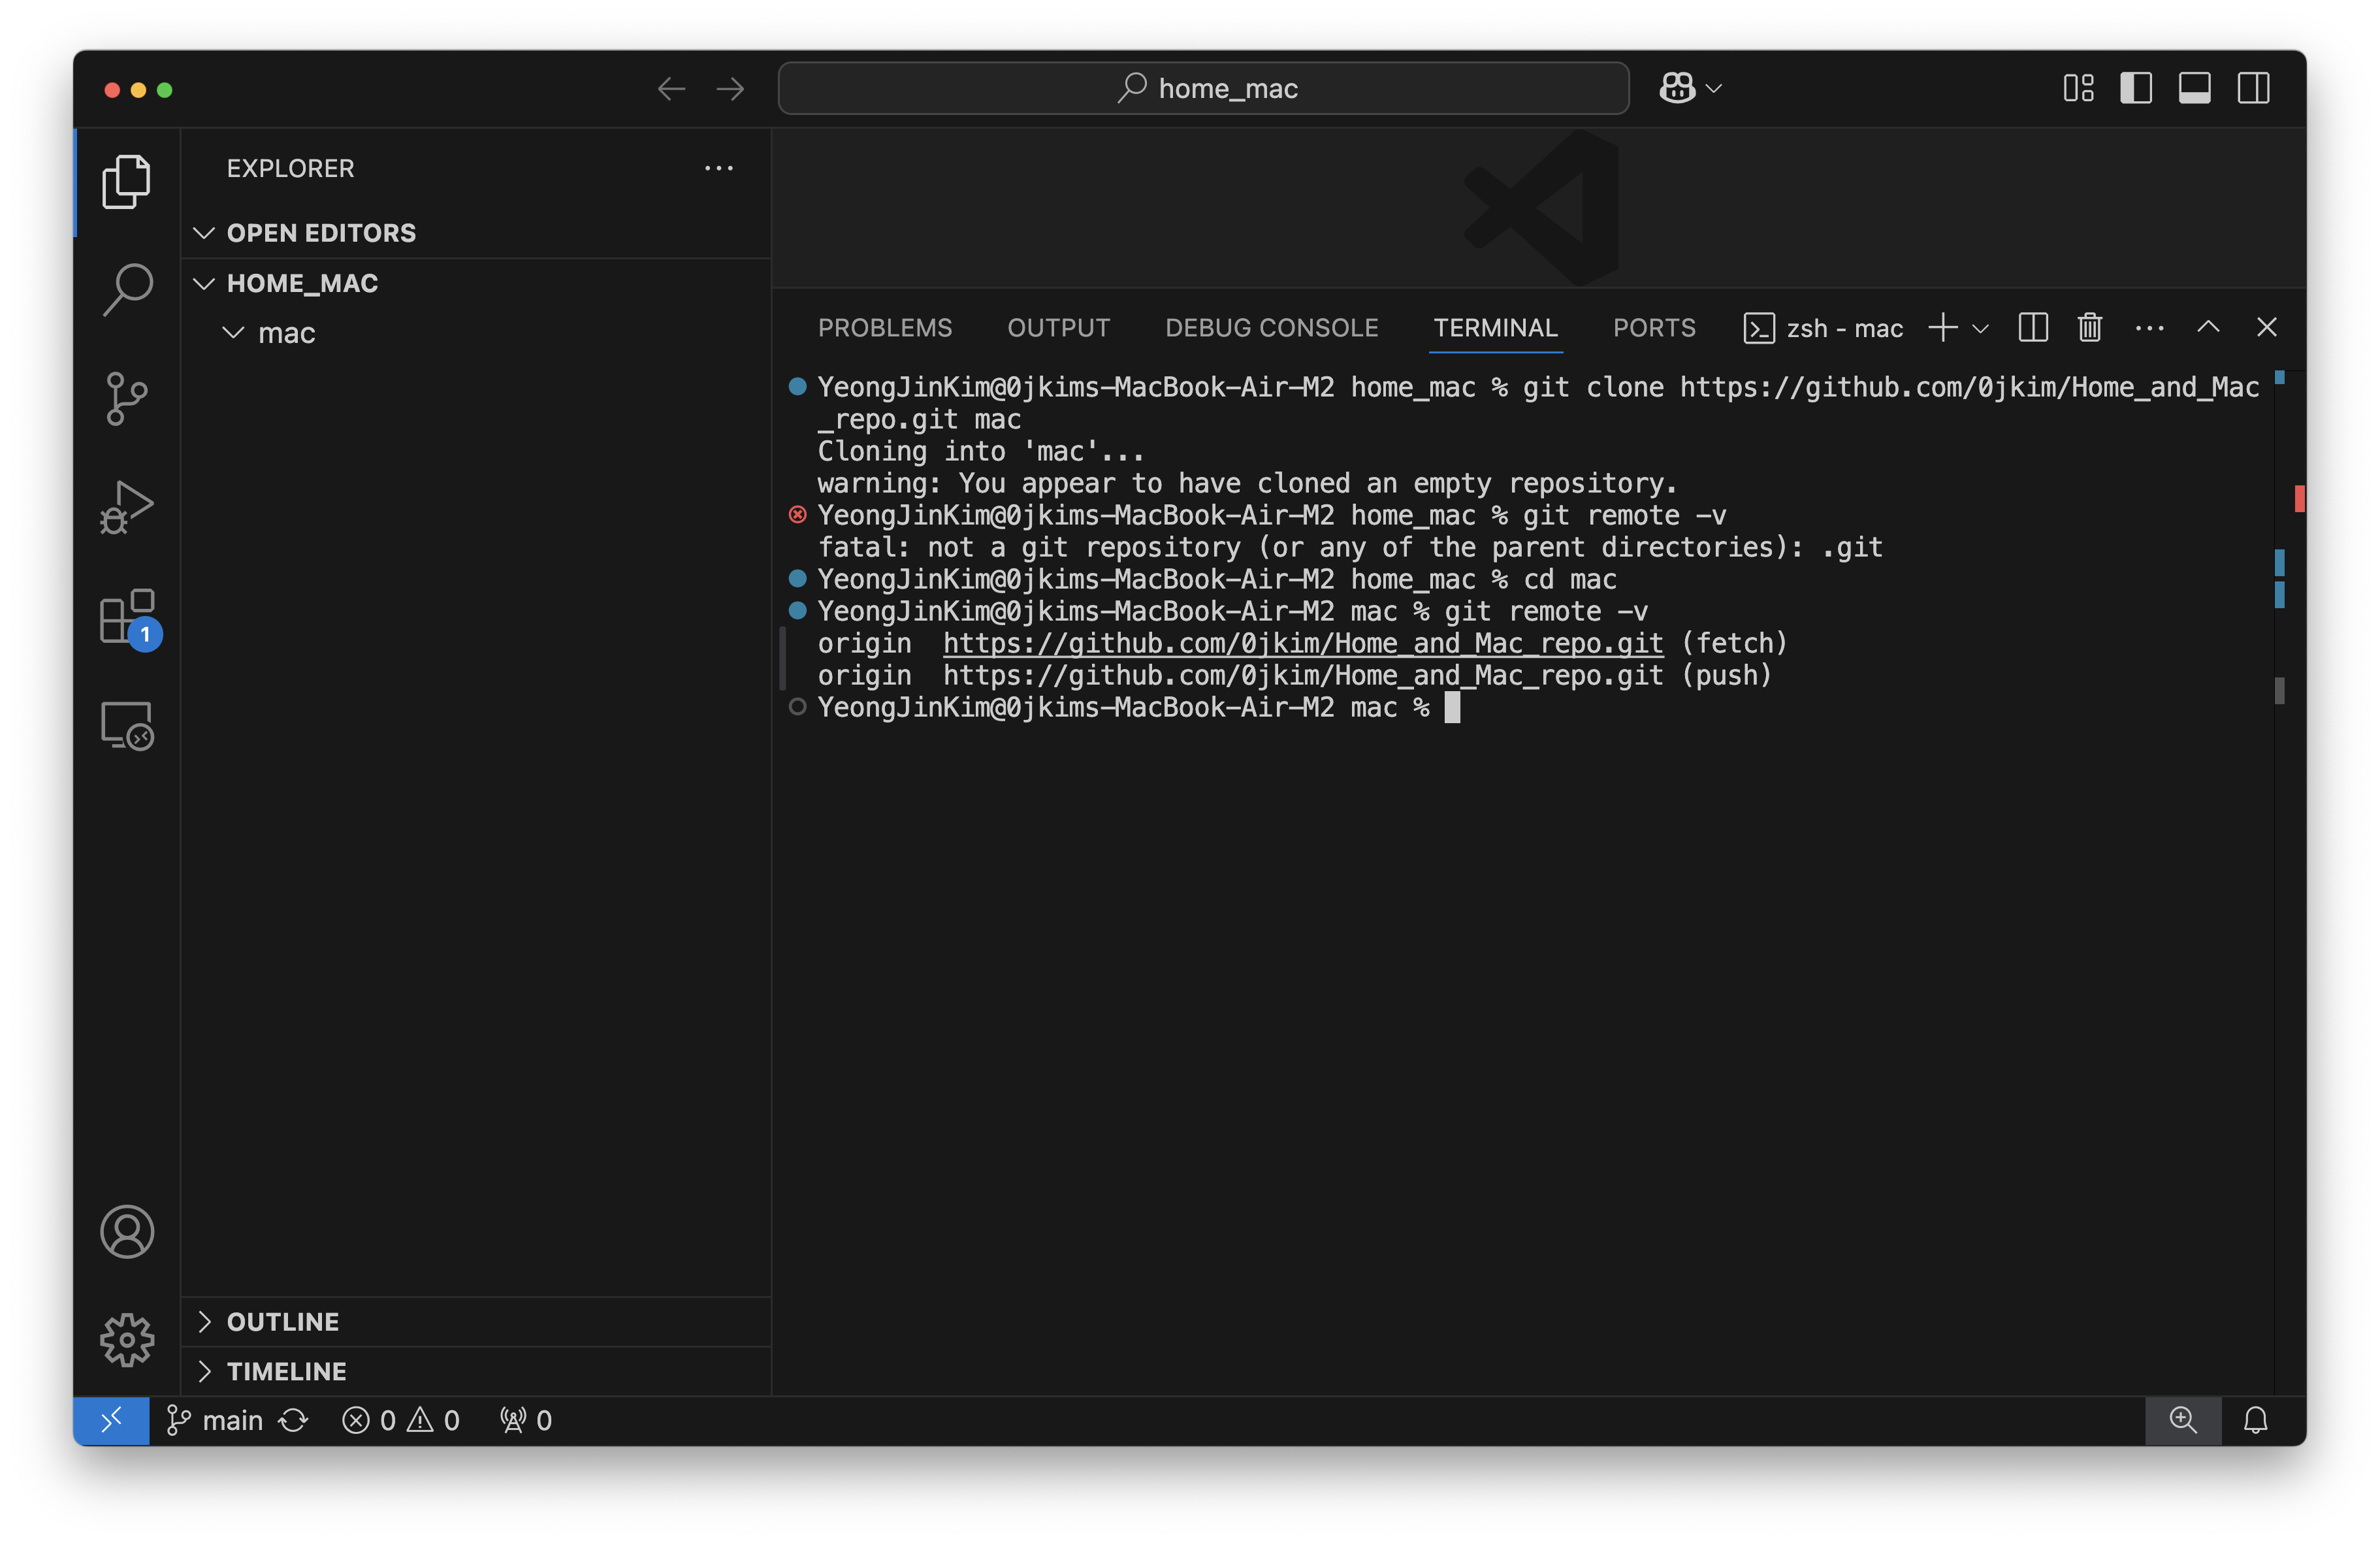 home_mac
EXPLORER
OPEN EDITORS
HOME_MAC
mac
PROBLEMS OUTPUT DEBUG CONSOLE TERMINAL PORTS zsh - mac
YeongJinKim@0jkims-MacBook-Air-M2 home_mac % git clone https://github.com/0jkim/Home_and_Mac
_repo.git mac
Cloning into 'mac'...
warning: You appear to have cloned an empty repository.
YeongJinKim@0jkims-MacBook-Air-M2 home_mac % git remote -v
fatal: not a git repository (or any of the parent directories): .git
YeongJinKim@0jkims-MacBook-Air-M2 home_mac % cd mac
YeongJinKim@0jkims-MacBook-Air-M2 mac % git remote -v
origin  https://github.com/0jkim/Home_and_Mac_repo.git (fetch)
origin  https://github.com/0jkim/Home_and_Mac_repo.git (push)
YeongJinKim@0jkims-MacBook-Air-M2 mac %
1
OUTLINE
TIMELINE
main 0 0 0